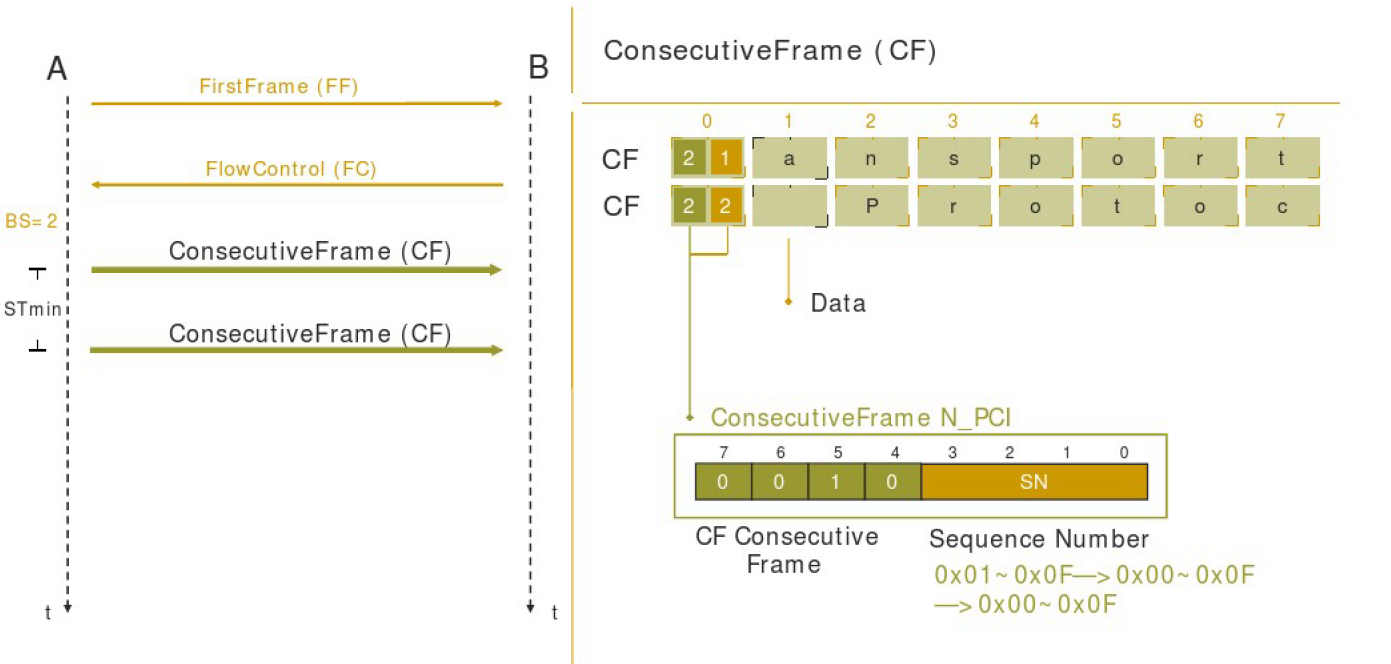 A
B
FirstFrame (FF)
FlowControl (FC)
BS= 2
ConsecutiveFrame (CF)
STmin
ConsecutiveFrame (CF)
t
t
ConsecutiveFrame (CF)
0 1 2 3 4 5 6 7
CF 2 1 a n s p o r t
CF 2 2 P r o t o c
Data
ConsecutiveFrame N_PCI
7 6 5 4 3 2 1 0
0 0 1 0 SN
CF Consecutive
Frame
Sequence Number
0x01~0x0F—>0x00~0x0F
—>0x00~0x0F